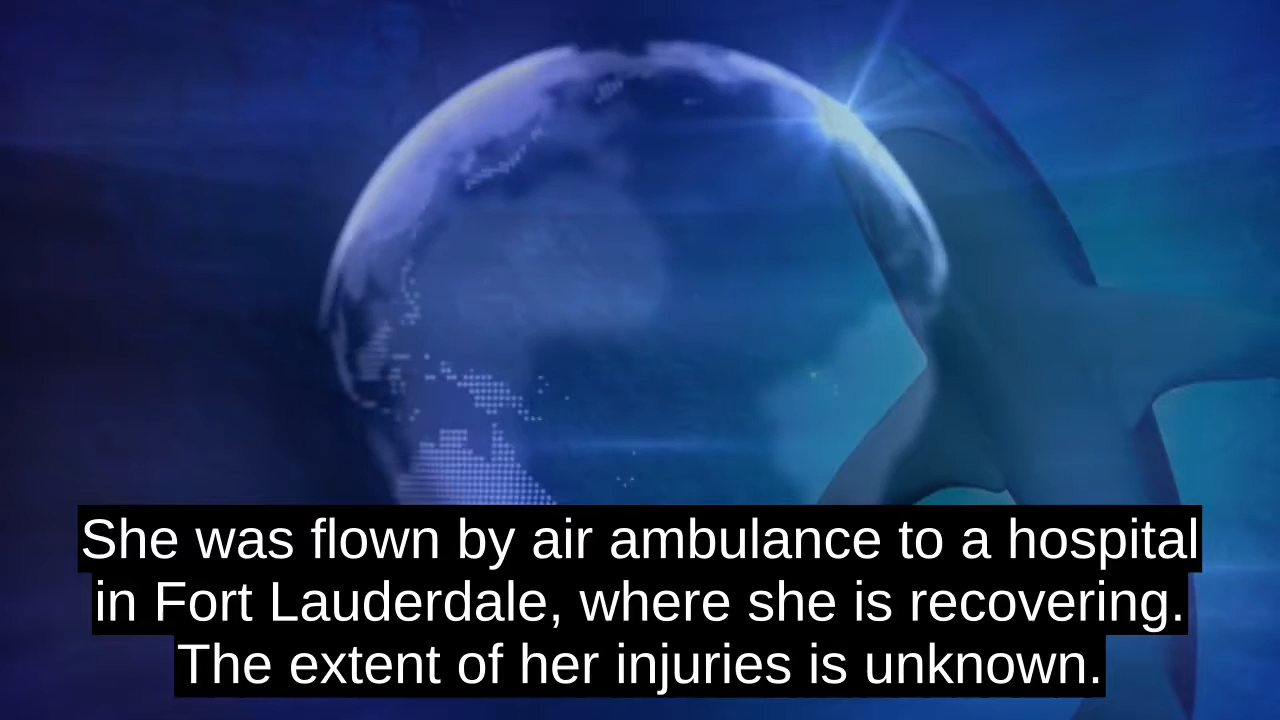 She was flown by air ambulance to a hospital
in Fort Lauderdale, where she is recovering.
The extent of her injuries is unknown.